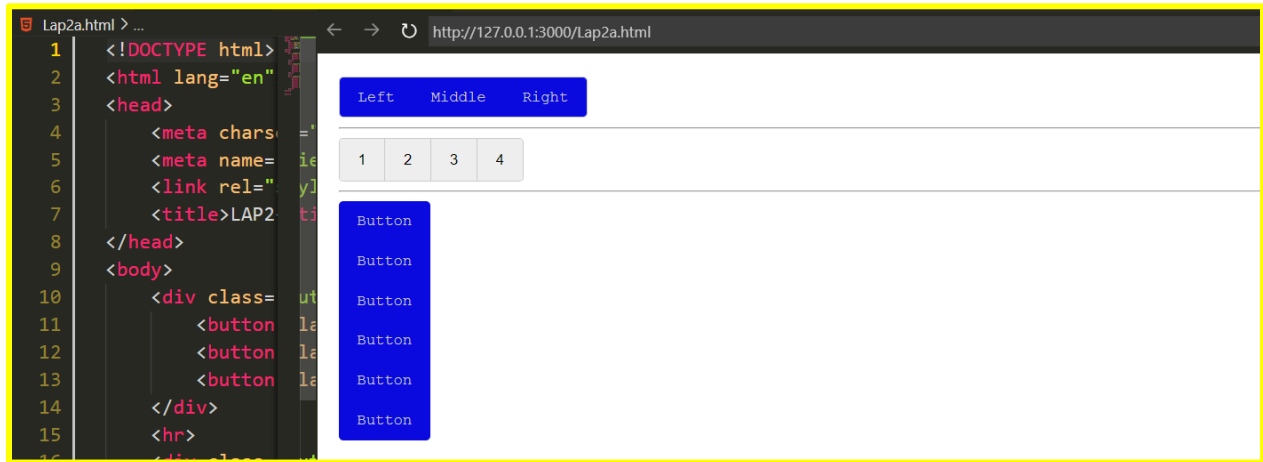 Lap2a.html > ...
1 <!DOCTYPE html>
2 <html lang="en"
3 <head>
4 <meta chars
5 <meta name=
6 <link rel="
7 <title>LAP2
8 </head>
9 <body>
10 <div class=
11 <button
12 <button
13 <button
14 </div>
15 <hr>
http://127.0.0.1:3000/Lap2a.html
Left Middle Right
1 2 3 4
Button
Button
Button
Button
Button
Button